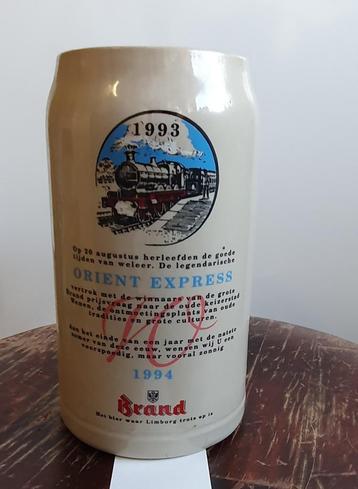 1993
Op 20 augustus herleefden de goede
tijden van weleer. De legendarische
ORIENT EXPRESS
vertrok met de winnaars van de grote
Brand prijsvraag naar de oude keizerstad
Wenen, de ontmoetingsplaats van oude
tradities en grote culturen.
Aan het einde van een jaar met de natste
zomer van deze eeuw, wensen wij U een
voorspoedig, maar vooral zonnig
1994
Brand
Het bier waar Limburg trots op is